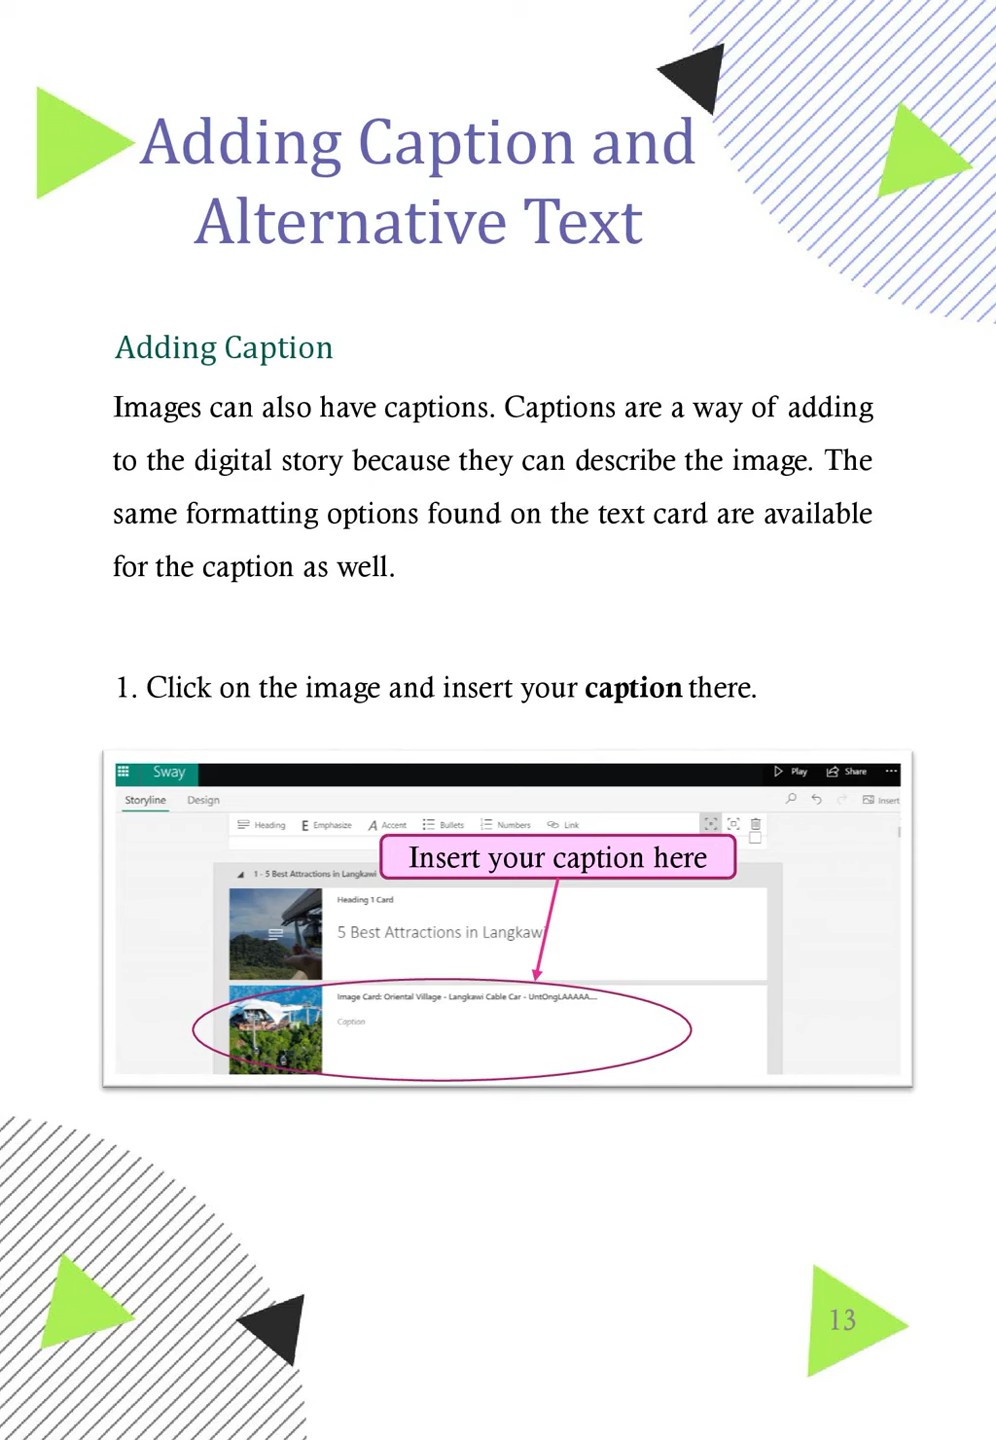 Adding Caption and
Alternative Text
Adding Caption
Images can also have captions. Captions are a way of adding
to the digital story because they can describe the image. The
same formatting options found on the text card are available
for the caption as well.
1. Click on the image and insert your caption there.
Sway
Play Share ...
Storyline Design
Insert
Heading Emphasize Accent Bullets Numbers Link
Insert your caption here
1 - 5 Best Attractions in Langkawi
Heading 1 Card
5 Best Attractions in Langkawi
Image Card: Oriental Village - Langkawi Cable Car - UntOngLAAAAA...
Caption
13